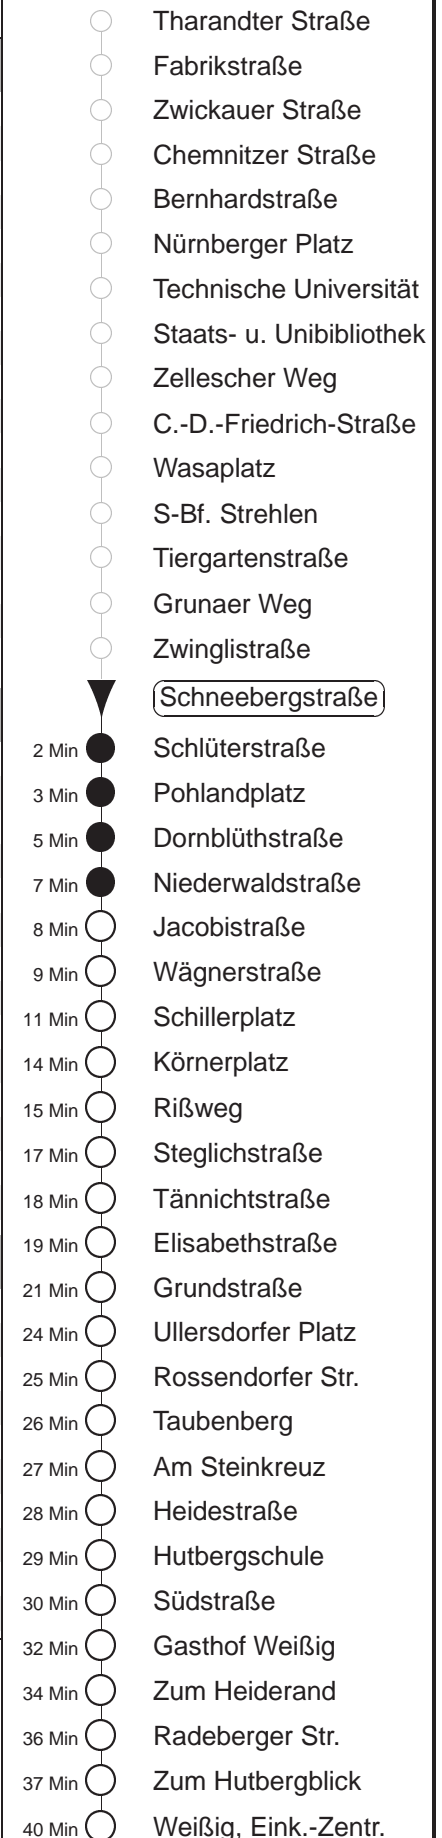 Tharandter Straße
Fabrikstraße
Zwickauer Straße
Chemnitzer Straße
Bernhardstraße
Nürnberger Platz
Technische Universität
Staats- u. Unibibliothek
Zellescher Weg
C.-D.-Friedrich-Straße
Wasaplatz
S-Bf. Strehlen
Tiergartenstraße
Grunaer Weg
Zwinglistraße
Schneebergstraße
2 Min Schlüterstraße
3 Min Pohlandplatz
5 Min Dornblüthstraße
7 Min Niederwaldstraße
8 Min Jacobistraße
9 Min Wägnerstraße
11 Min Schillerplatz
14 Min Körnerplatz
15 Min Rißweg
17 Min Steglichstraße
18 Min Tännichtstraße
19 Min Elisabethstraße
21 Min Grundstraße
24 Min Ullersdorfer Platz
25 Min Rossendorfer Str.
26 Min Taubenberg
27 Min Am Steinkreuz
28 Min Heidestraße
29 Min Hutbergschule
30 Min Südstraße
32 Min Gasthof Weißig
34 Min Zum Heiderand
36 Min Radeberger Str.
37 Min Zum Hutbergblick
40 Min Weißig, Eink.-Zentr.